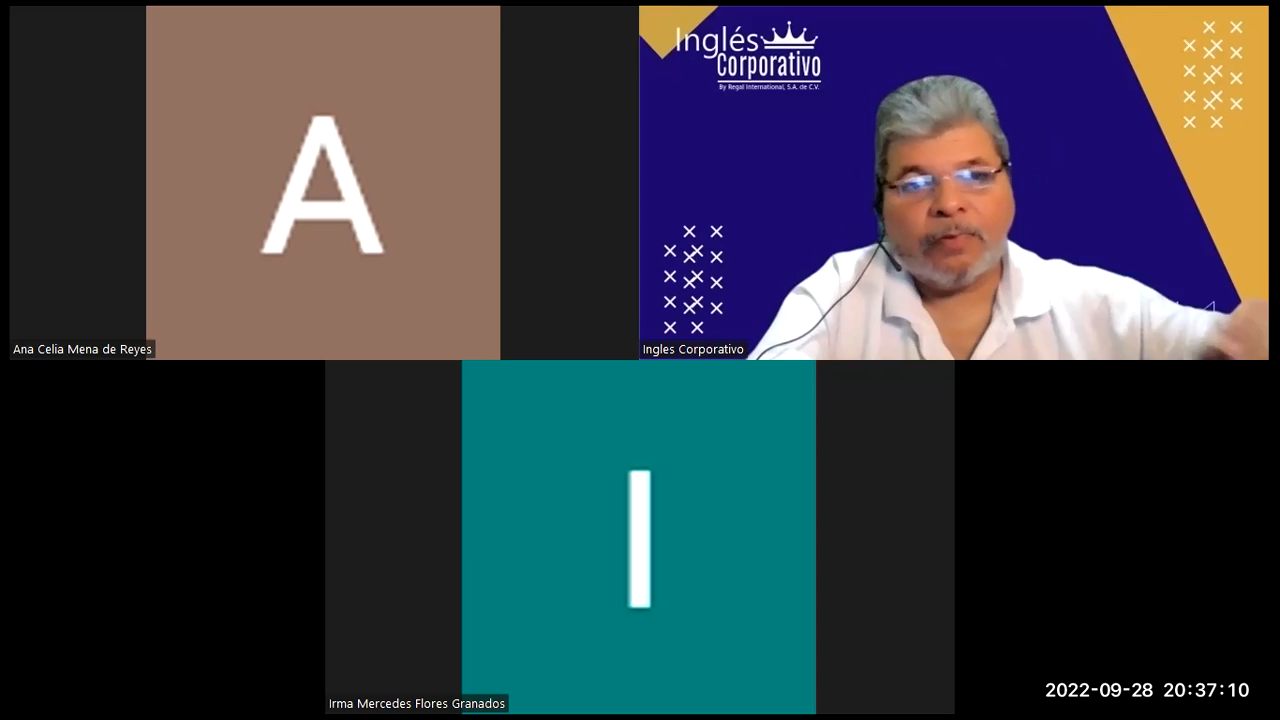 A
Inglés
Corporativo
By Regal International, S.A. de C.V.
Ana Celia Mena de Reyes
Ingles Corporativo
I
Irma Mercedes Flores Granados
2022-09-28 20:37:10